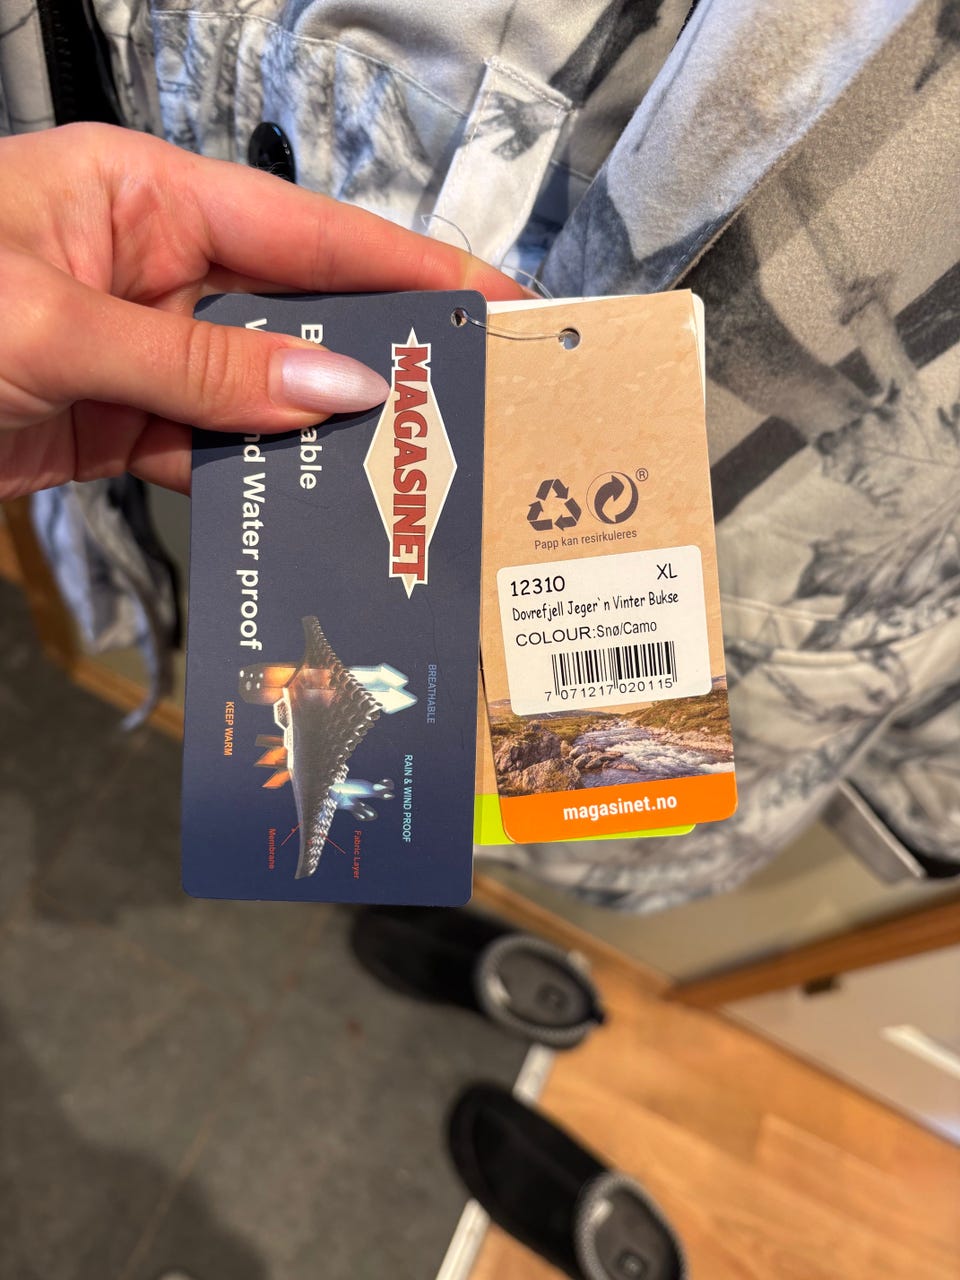 MAGASINET
able
nd Water proof
BREATHABLE
RAIN & WIND PROOF
KEEP WARM
Membrane
Fabric Layer
®
Papp kan resirkuleres
12310 XL
Dovrefjell Jeger`n Vinter Bukse
COLOUR:Snø/Camo
7 071217 020115
magasinet.no